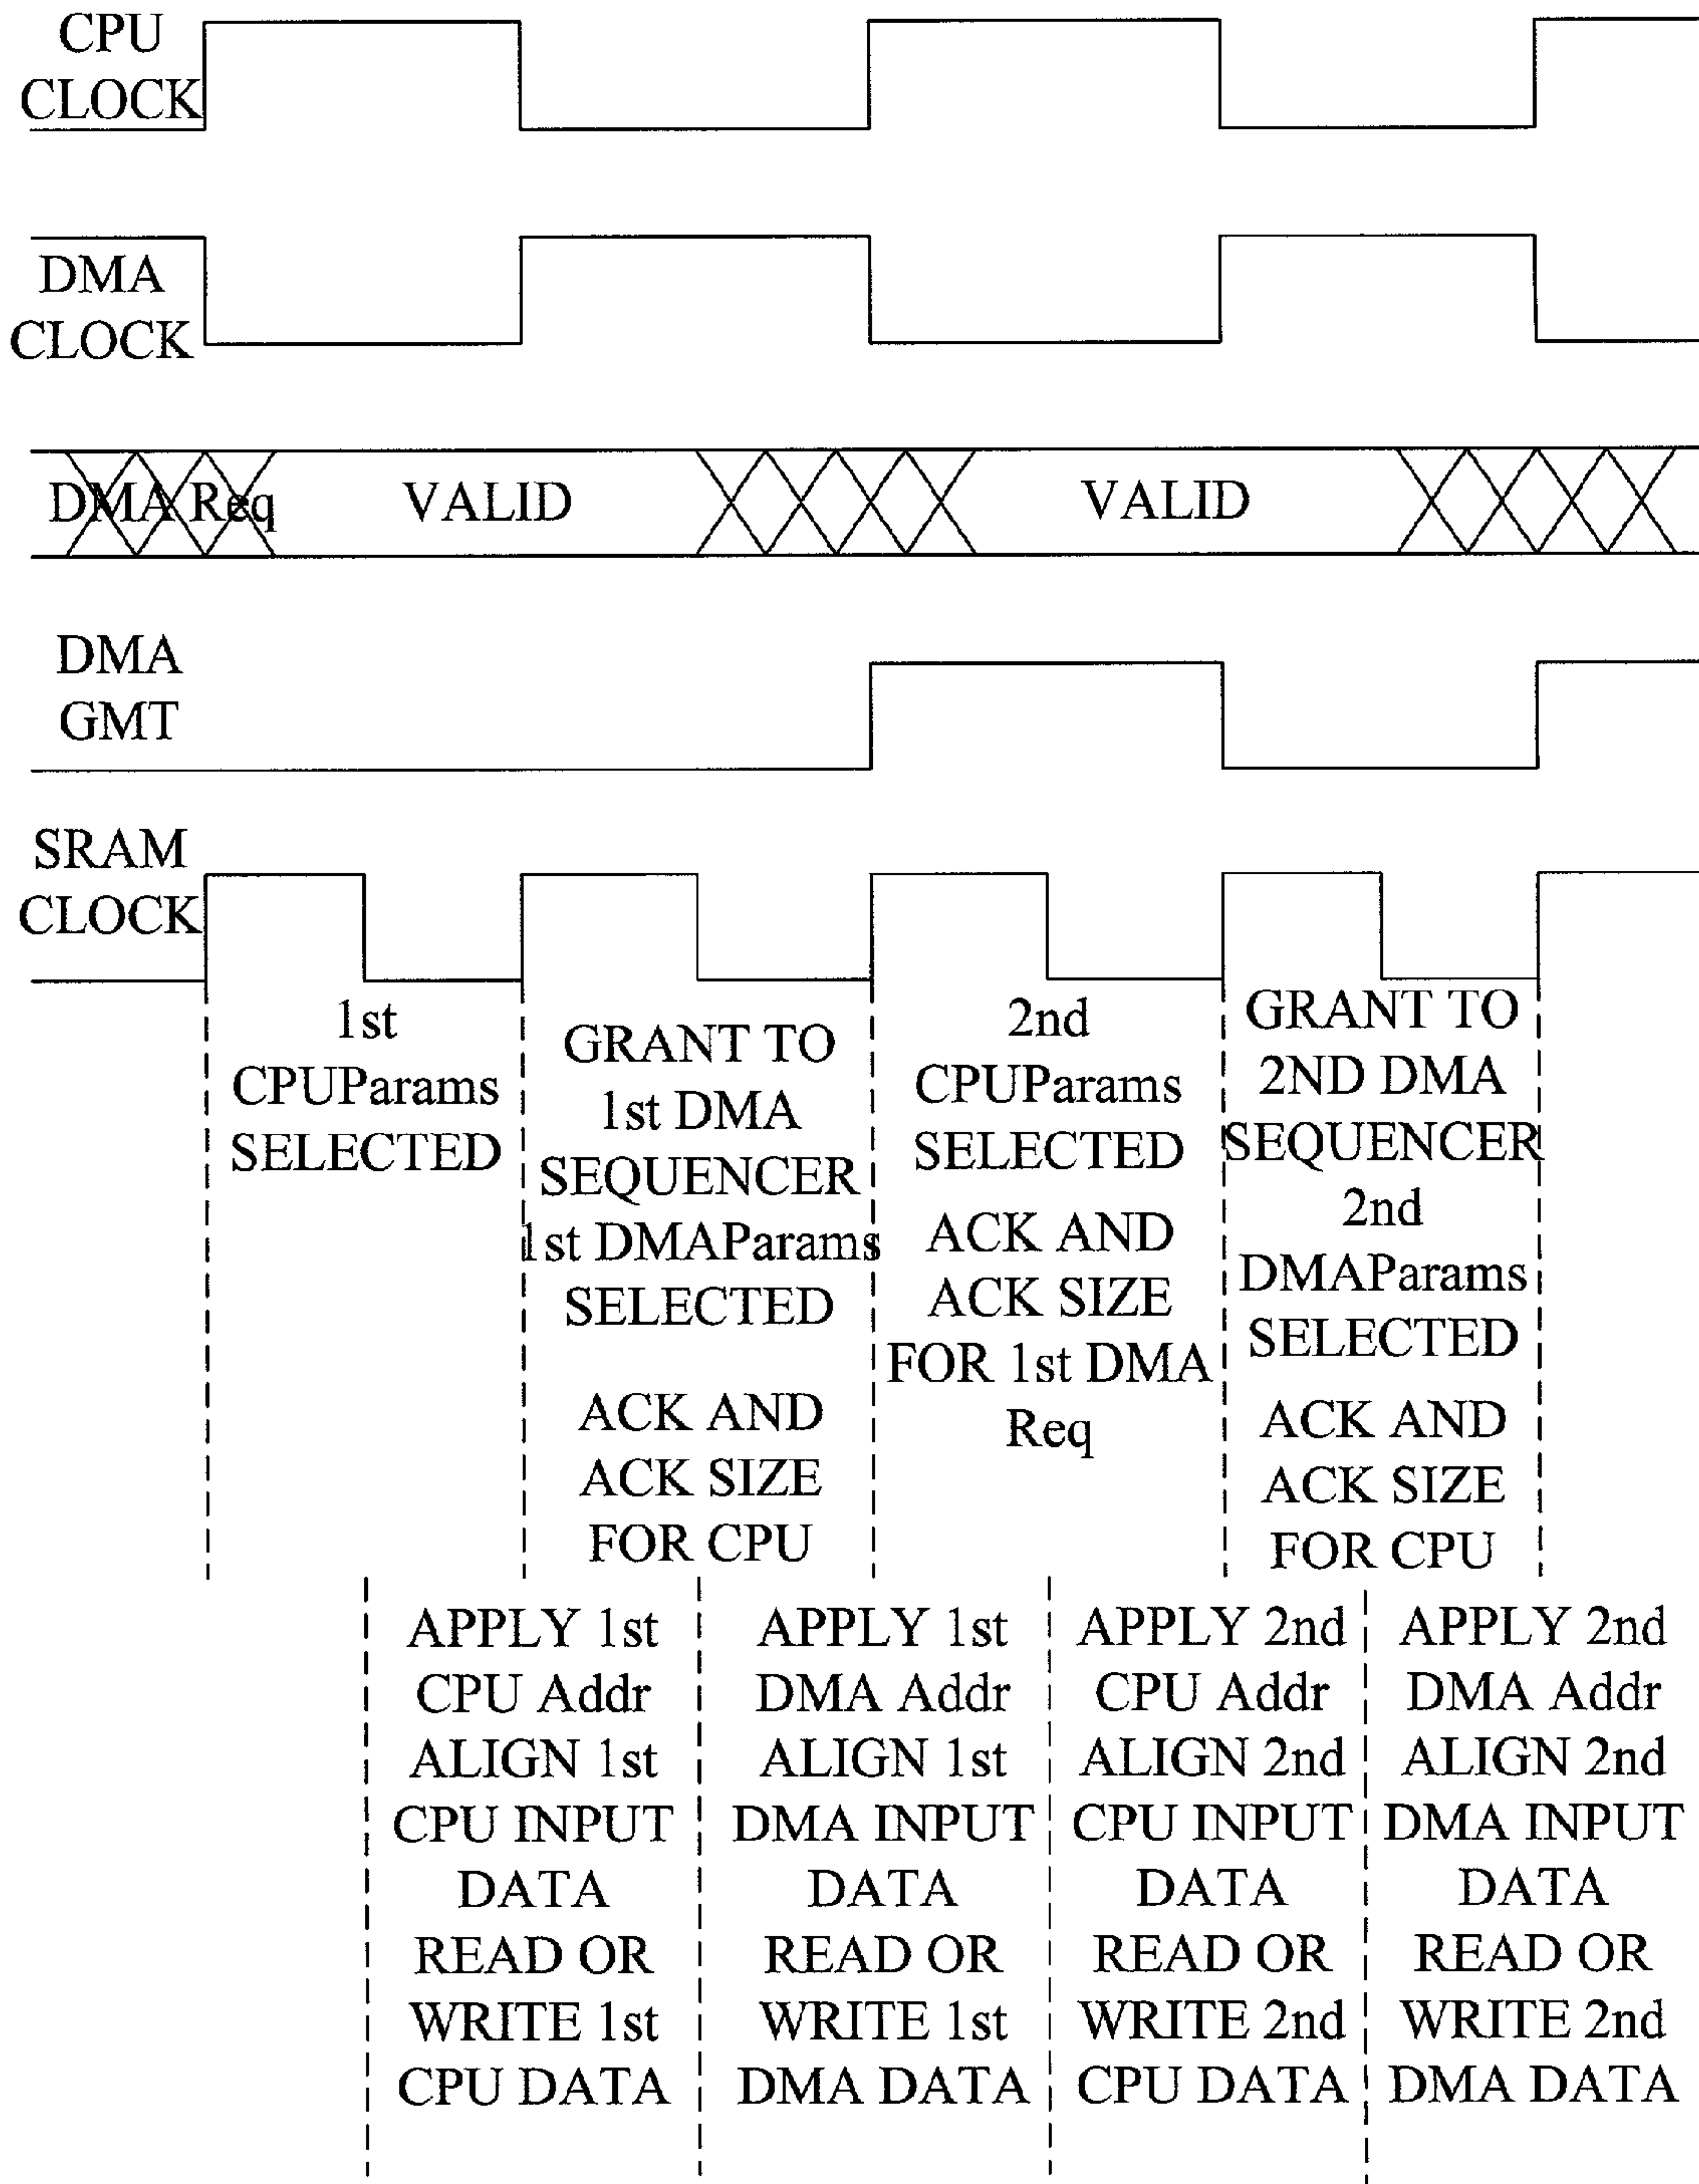 CPU
CLOCK
DMA
CLOCK
DMA Req
VALID
VALID
DMA
GMT
SRAM
CLOCK
1st
CPUParams
SELECTED
GRANT TO
1st DMA
SEQUENCER
1st DMAParams
SELECTED
ACK AND
ACK SIZE
FOR CPU
2nd
CPUParams
SELECTED
ACK AND
ACK SIZE
FOR 1st DMA
Req
GRANT TO
2ND DMA
SEQUENCER
2nd
DMAParams
SELECTED
ACK AND
ACK SIZE
FOR CPU
APPLY 1st
CPU Addr
ALIGN 1st
CPU INPUT
DATA
READ OR
WRITE 1st
CPU DATA
APPLY 1st
DMA Addr
ALIGN 1st
DMA INPUT
DATA
READ OR
WRITE 1st
DMA DATA
APPLY 2nd
CPU Addr
ALIGN 2nd
CPU INPUT
DATA
READ OR
WRITE 2nd
CPU DATA
APPLY 2nd
DMA Addr
ALIGN 2nd
DMA INPUT
DATA
READ OR
WRITE 2nd
DMA DATA